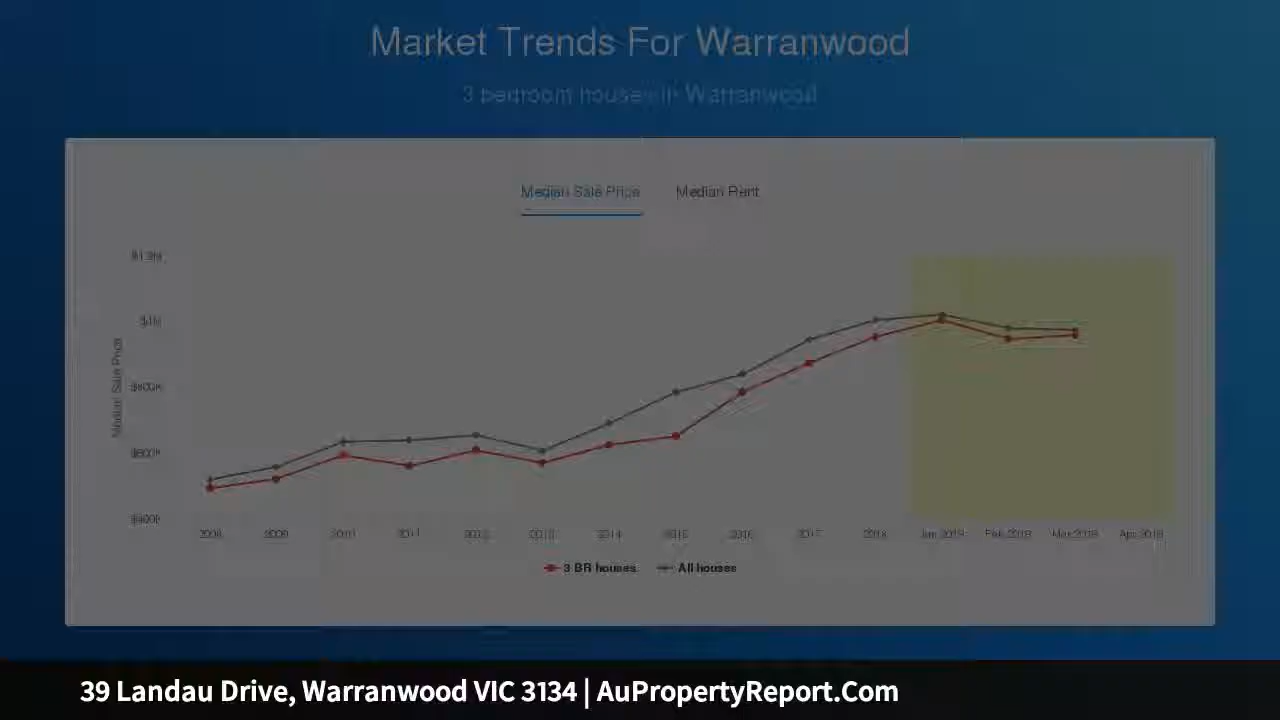 Market Trends For Warranwood
3 bedroom houses in Warranwood
Median Sale Price
Median Rent
$1M
Median Sale Price
$800K
$600K
2008
2009
2011
2012
2013
2014
2015
2016
2017
2018
Jan 2019
Feb 2019
Mar 2019
Apr 2019
3 BR houses
All houses
39 Landau Drive, Warranwood VIC 3134 | AuPropertyReport.Com